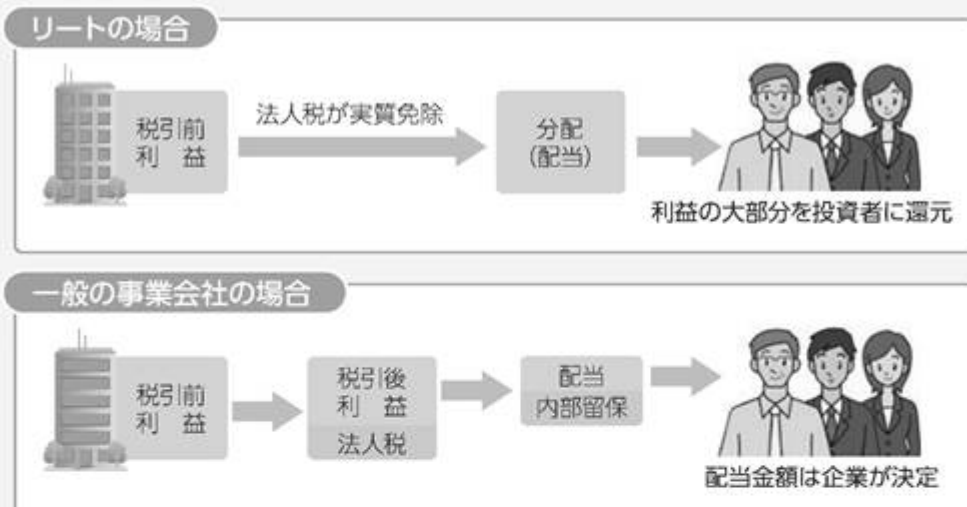 リートの場合
税引前
利 益
法人税が実質免除
分配
(配当)
利益の大部分を投資者に還元
一般の事業会社の場合
税引前
利 益
税引後
利 益
法人税
配当
内部留保
配当金額は企業が決定